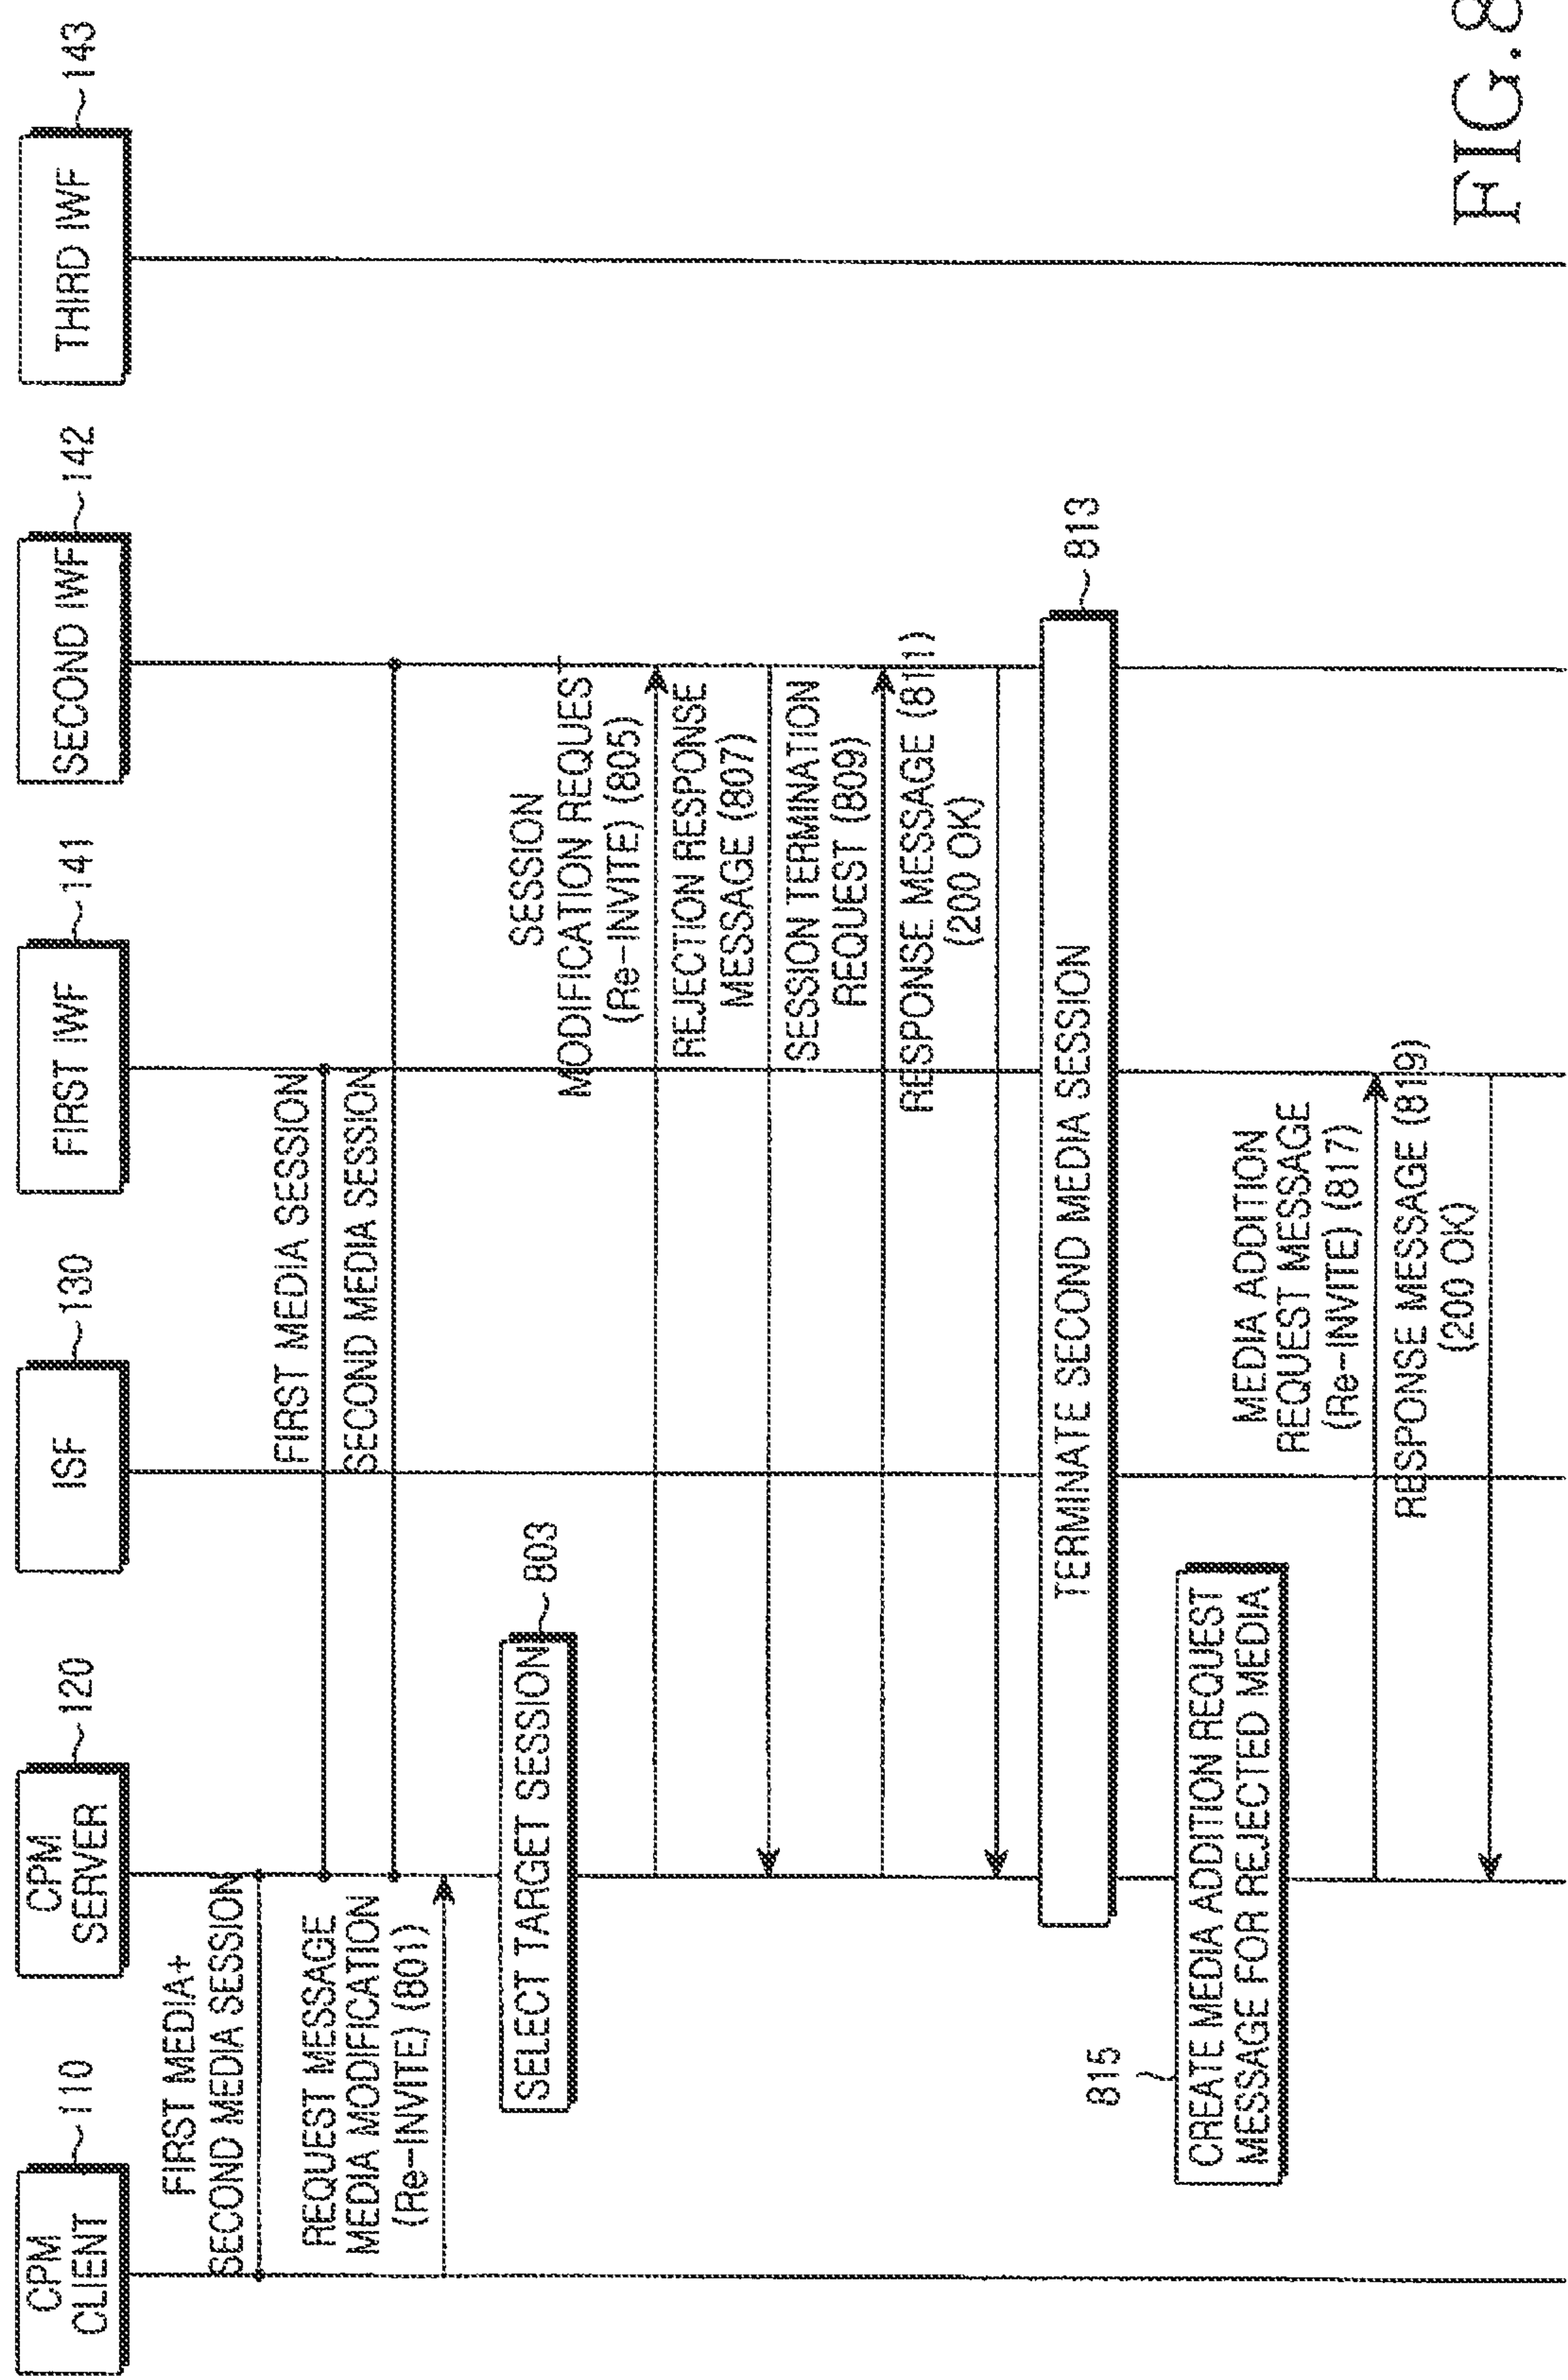 CPM
CLIENT
110
CPM
SERVER
120
ISF
130
FIRST IWF
141
SECOND IWF
142
THIRD IWF
143
FIRST MEDIA+
SECOND MEDIA SESSION
FIRST MEDIA SESSION
SECOND MEDIA SESSION
REQUEST MESSAGE
MEDIA MODIFICATION
(Re-INVITE) (801)
SELECT TARGET SESSION
803
SESSION
MODIFICATION REQUEST
(Re-INVITE) (805)
REJECTION RESPONSE
MESSAGE (807)
SESSION TERMINATION
REQUEST (809)
RESPONSE MESSAGE (811)
(200 OK)
TERMINATE SECOND MEDIA SESSION
813
815
CREATE MEDIA ADDITION REQUEST
MESSAGE FOR REJECTED MEDIA
MEDIA ADDITION
REQUEST MESSAGE
(Re-INVITE) (817)
RESPONSE MESSAGE (819)
(200 OK)
FIG.8